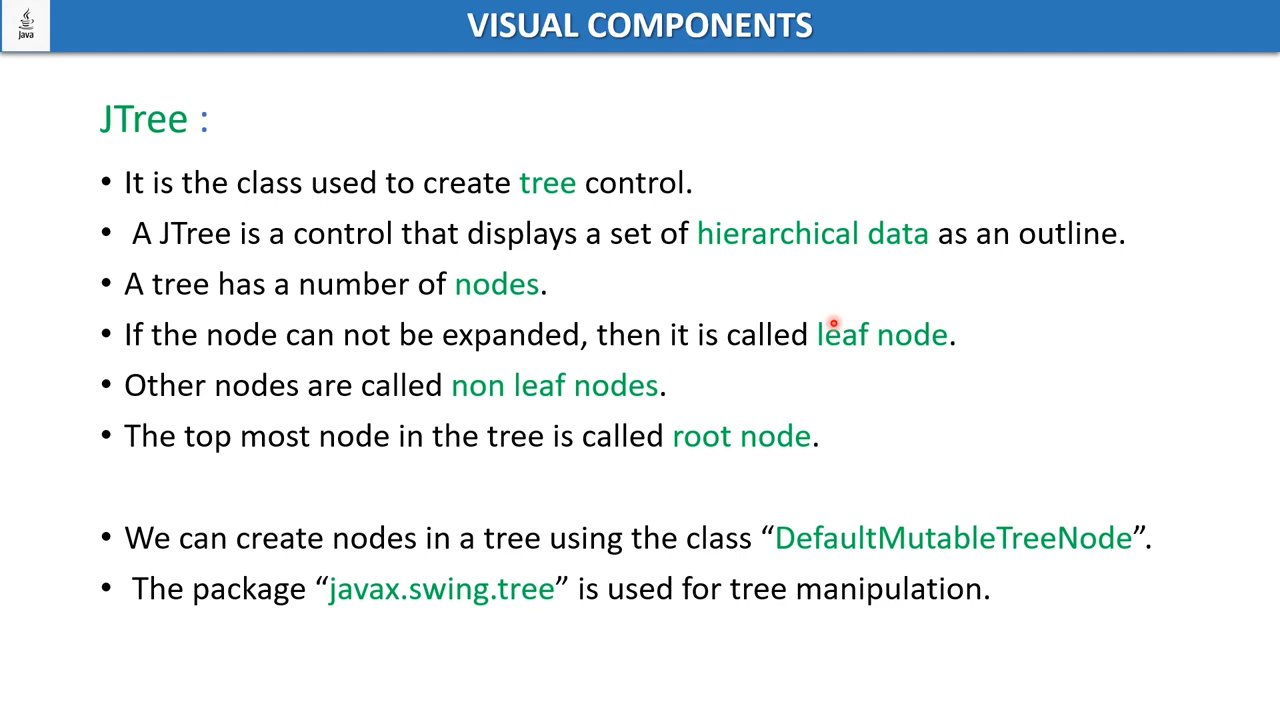 Java
VISUAL COMPONENTS
JTree :
• It is the class used to create tree control.
• A JTree is a control that displays a set of hierarchical data as an outline.
• A tree has a number of nodes.
• If the node can not be expanded, then it is called leaf node.
• Other nodes are called non leaf nodes.
• The top most node in the tree is called root node.
• We can create nodes in a tree using the class “DefaultMutableTreeNode”.
• The package “javax.swing.tree” is used for tree manipulation.